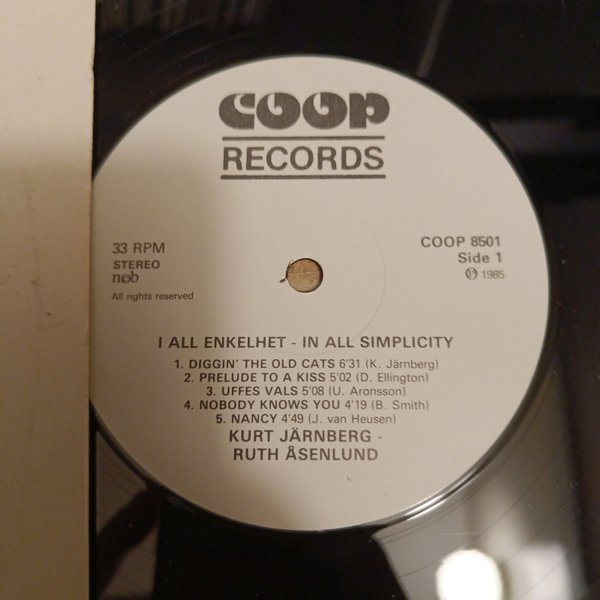 COOP
RECORDS
33 RPM
STEREO
n©b
All rights reserved
COOP 8501
Side 1
℗ 1985
I ALL ENKELHET - IN ALL SIMPLICITY
1. DIGGIN' THE OLD CATS 6'31 (K. Järnberg)
2. PRELUDE TO A KISS 5'02 (D. Ellington)
3. UFFES VALS 5'08 (U. Aronsson)
4. NOBODY KNOWS YOU 4'19 (B. Smith)
5. NANCY 4'49 (J. van Heusen)
KURT JÄRNBERG -
RUTH ÅSENLUND